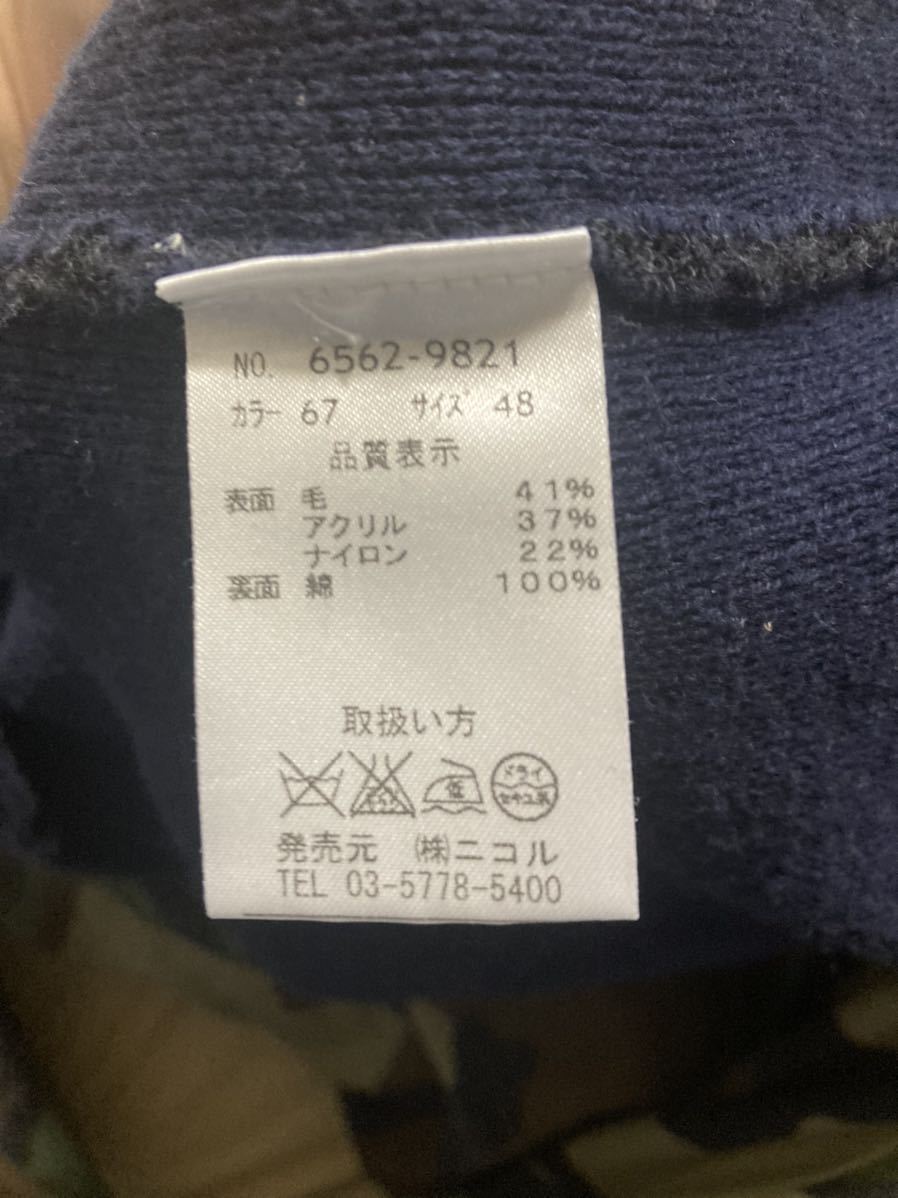 NO. 6562-9821
カラー 67 サイズ 48
品質表示
表面 毛 41%
アクリル 37%
ナイロン 22%
裏面 綿 100%
取扱い方
低 ドライ
セキユ系
発売元 ㈱ニコル
TEL 03-5778-5400